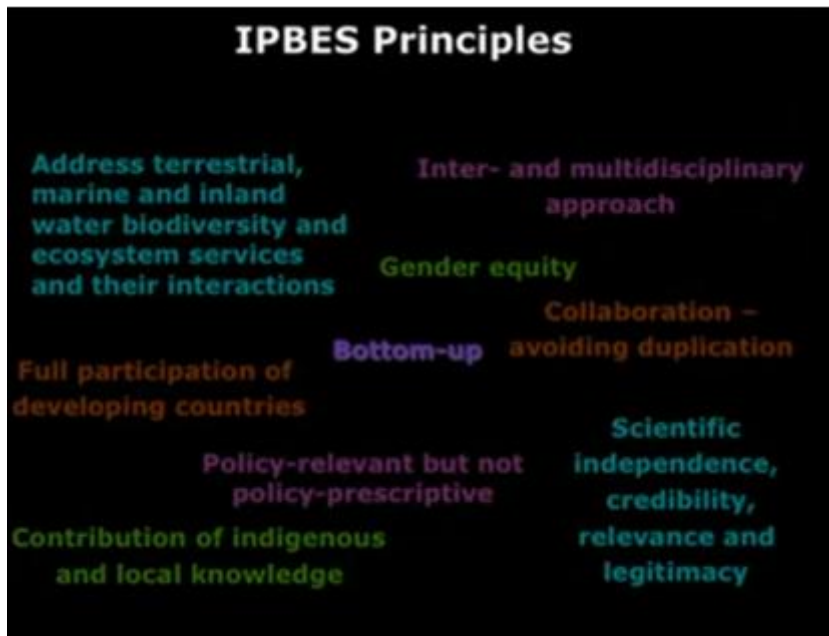 IPBES Principles
Address terrestrial,
marine and inland
water biodiversity and
ecosystem services
and their interactions
Inter- and multidisciplinary
approach
Gender equity
Collaboration –
avoiding duplication
Bottom-up
Full participation of
developing countries
Scientific
independence,
credibility,
relevance and
legitimacy
Policy-relevant but not
policy-prescriptive
Contribution of indigenous
and local knowledge